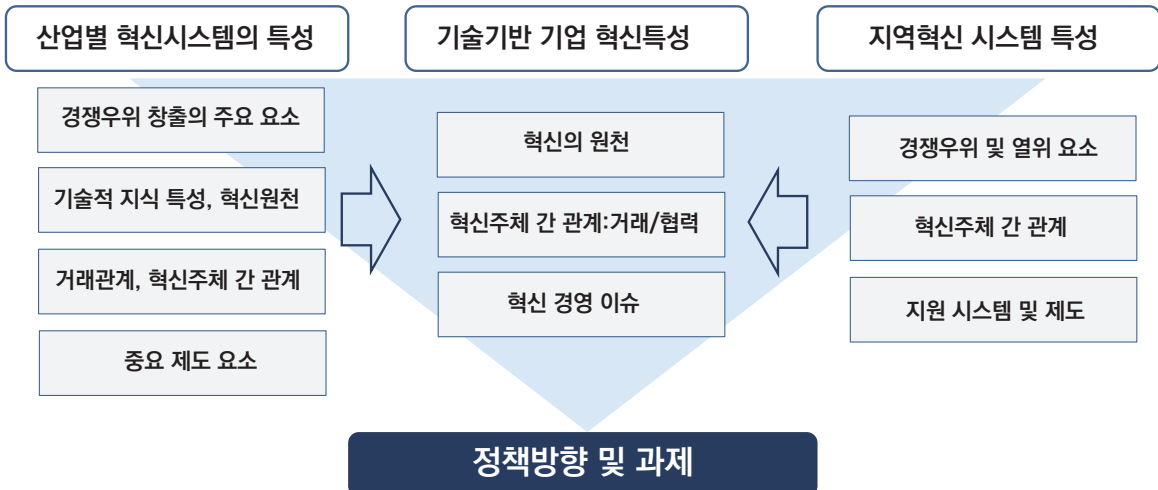 산업별 혁신시스템의 특성
경쟁우위 창출의 주요 요소
기술적 지식 특성, 혁신원천
거래관계, 혁신주체 간 관계
중요 제도 요소
기술기반 기업 혁신특성
혁신의 원천
혁신주체 간 관계:거래/협력
혁신 경영 이슈
지역혁신 시스템 특성
경쟁우위 및 열위 요소
혁신주체 간 관계
지원 시스템 및 제도
정책방향 및 과제